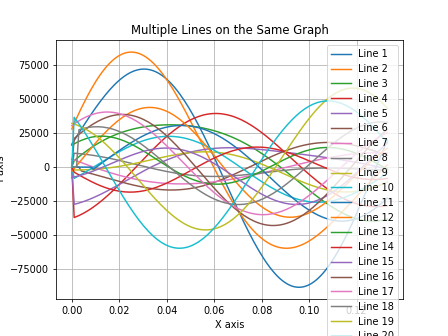 Multiple Lines on the Same Graph
75000
50000
25000
0
−25000
−50000
−75000
0.00
0.02
0.04
0.06
0.08
0.10
X axis
axis
Line 1
Line 2
Line 3
Line 4
Line 5
Line 6
Line 7
Line 8
Line 9
Line 10
Line 11
Line 12
Line 13
Line 14
Line 15
Line 16
Line 17
Line 18
Line 19
Line 20